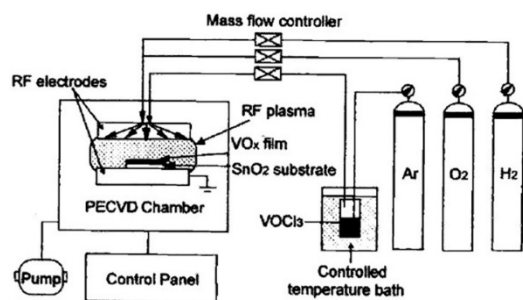 Mass flow controller
RF electrodes
RF plasma
VOx film
SnO2 substrate
PECVD Chamber
VOCl3
Ar
O2
H2
Pump
Control Panel
Controlled
temperature bath